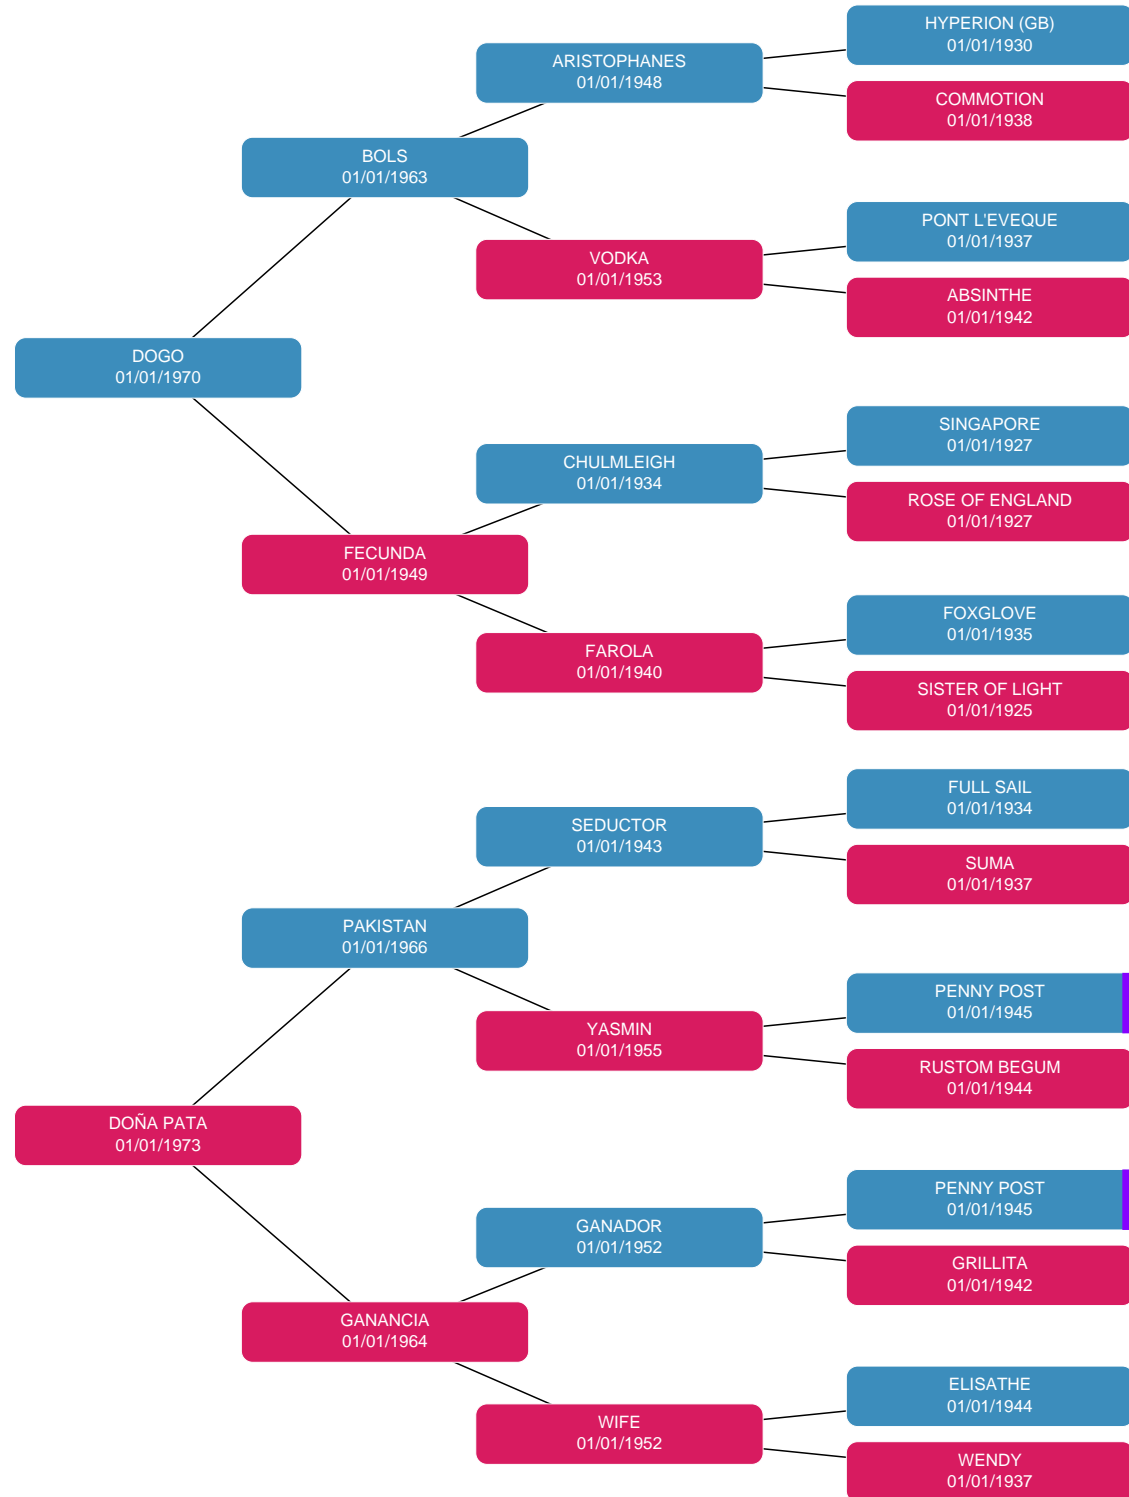 HYPERION (GB)
01/01/1930
ARISTOPHANES
01/01/1948
COMMOTION
01/01/1938
BOLS
01/01/1963
PONT L'EVEQUE
01/01/1937
VODKA
01/01/1953
ABSINTHE
01/01/1942
DOGO
01/01/1970
SINGAPORE
01/01/1927
CHULMLEIGH
01/01/1934
ROSE OF ENGLAND
01/01/1927
FECUNDA
01/01/1949
FOXGLOVE
01/01/1935
FAROLA
01/01/1940
SISTER OF LIGHT
01/01/1925
FULL SAIL
01/01/1934
SEDUCTOR
01/01/1943
SUMA
01/01/1937
PAKISTAN
01/01/1966
PENNY POST
01/01/1945
YASMIN
01/01/1955
RUSTOM BEGUM
01/01/1944
DOÑA PATA
01/01/1973
PENNY POST
01/01/1945
GANADOR
01/01/1952
GRILLITA
01/01/1942
GANANCIA
01/01/1964
ELISATHE
01/01/1944
WIFE
01/01/1952
WENDY
01/01/1937